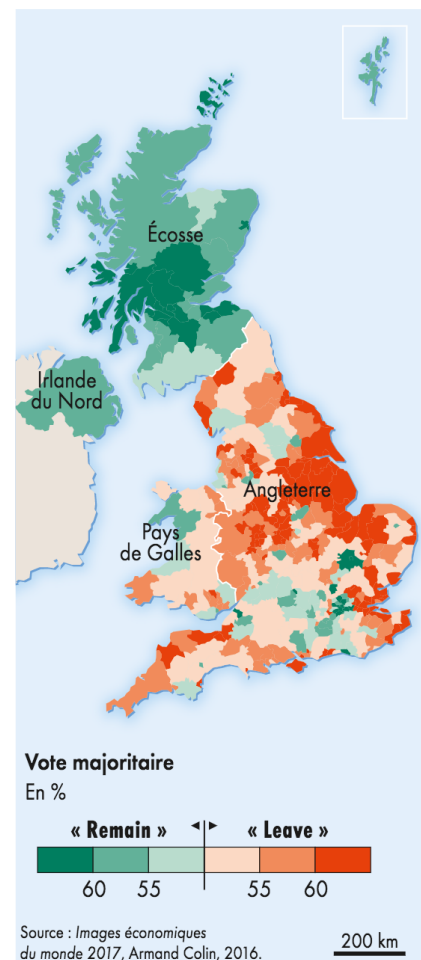 Écosse
Irlande
du Nord
Angleterre
Pays
de Galles
Vote majoritaire
En %
« Remain » « Leave »
60 55 55 60
Source : Images économiques
du monde 2017, Armand Colin, 2016.
200 km